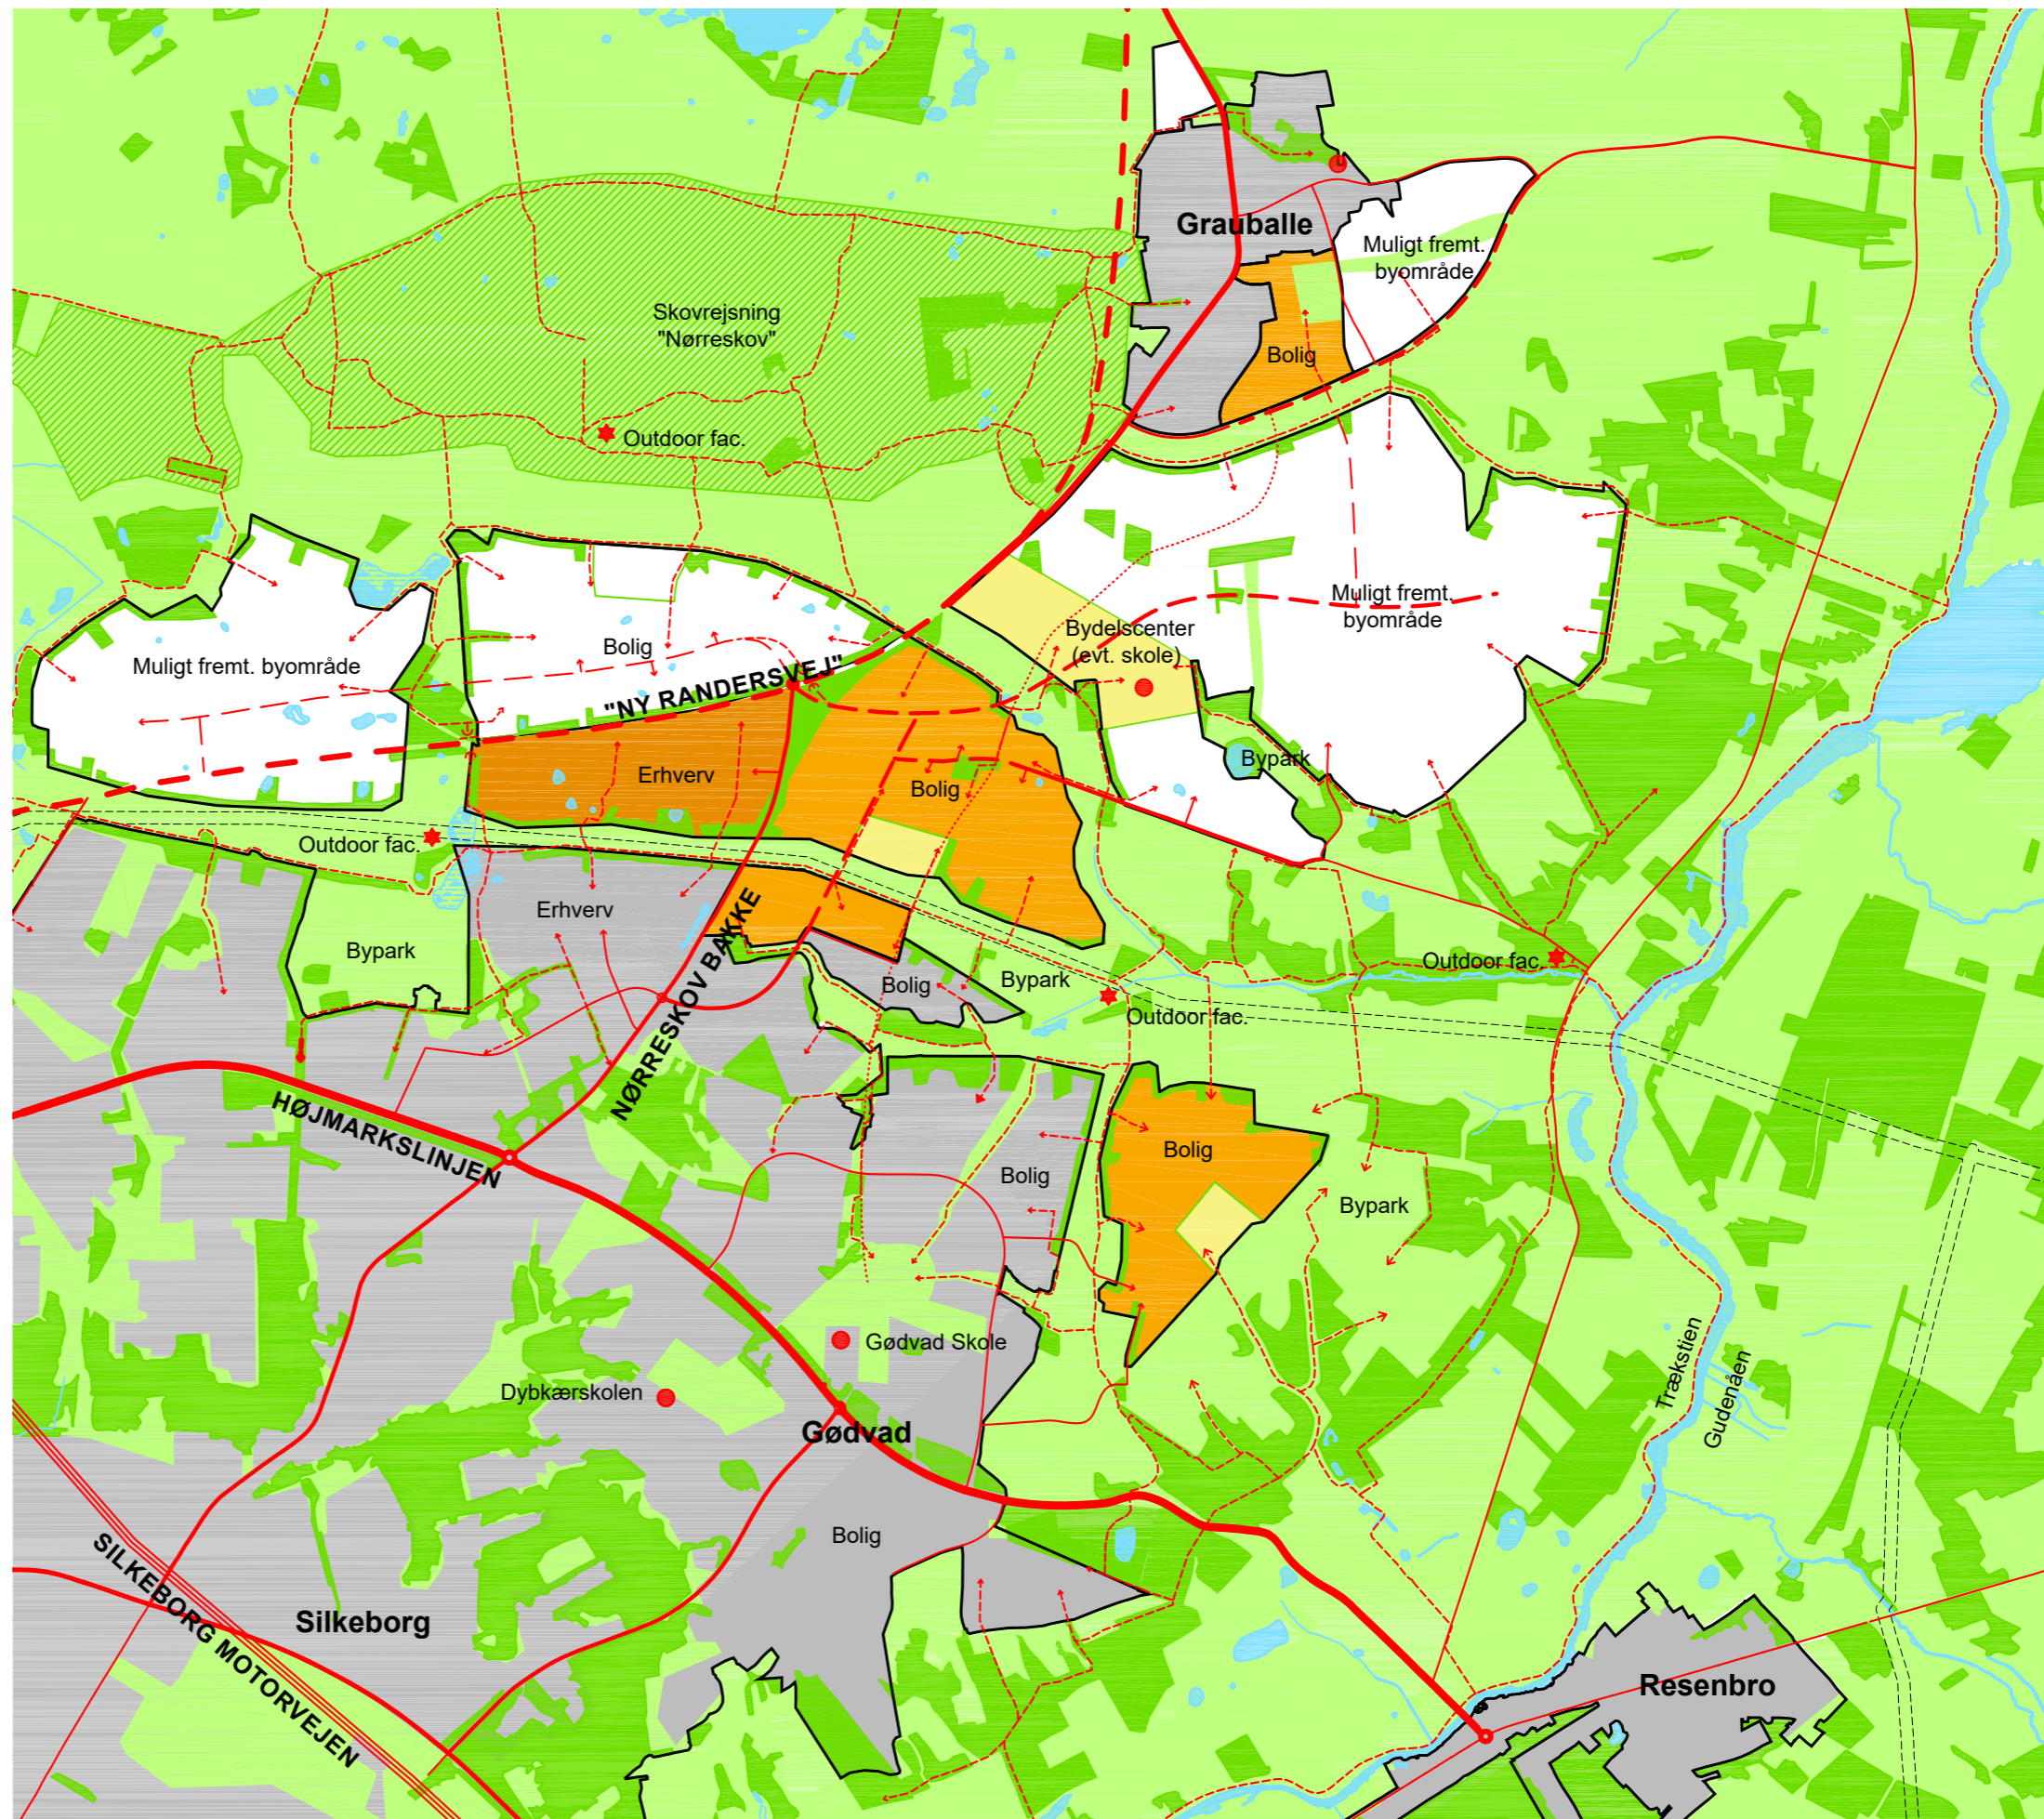 Grauballe
Muligt fremt.
byområde
Skovrejsning
"Nørreskov"
Bolig
Outdoor fac.
Muligt fremt.
byområde
Bydelscenter
(evt. skole)
Bolig
Muligt fremt. byområde
"NY RANDERSVEJ"
Bypark
Erhverv
Bolig
Outdoor fac.
Erhverv
Bypark
NØRRESKOV BAKKE
Bolig
Bypark
Outdoor fac.
Outdoor fac.
HØJMARKSLINJEN
Bolig
Bolig
Bypark
Gødvad Skole
Dybkærskolen
Gødvad
Trækstien
Gudenåen
Bolig
SILKEBORG MOTORVEJEN
Silkeborg
Resenbro